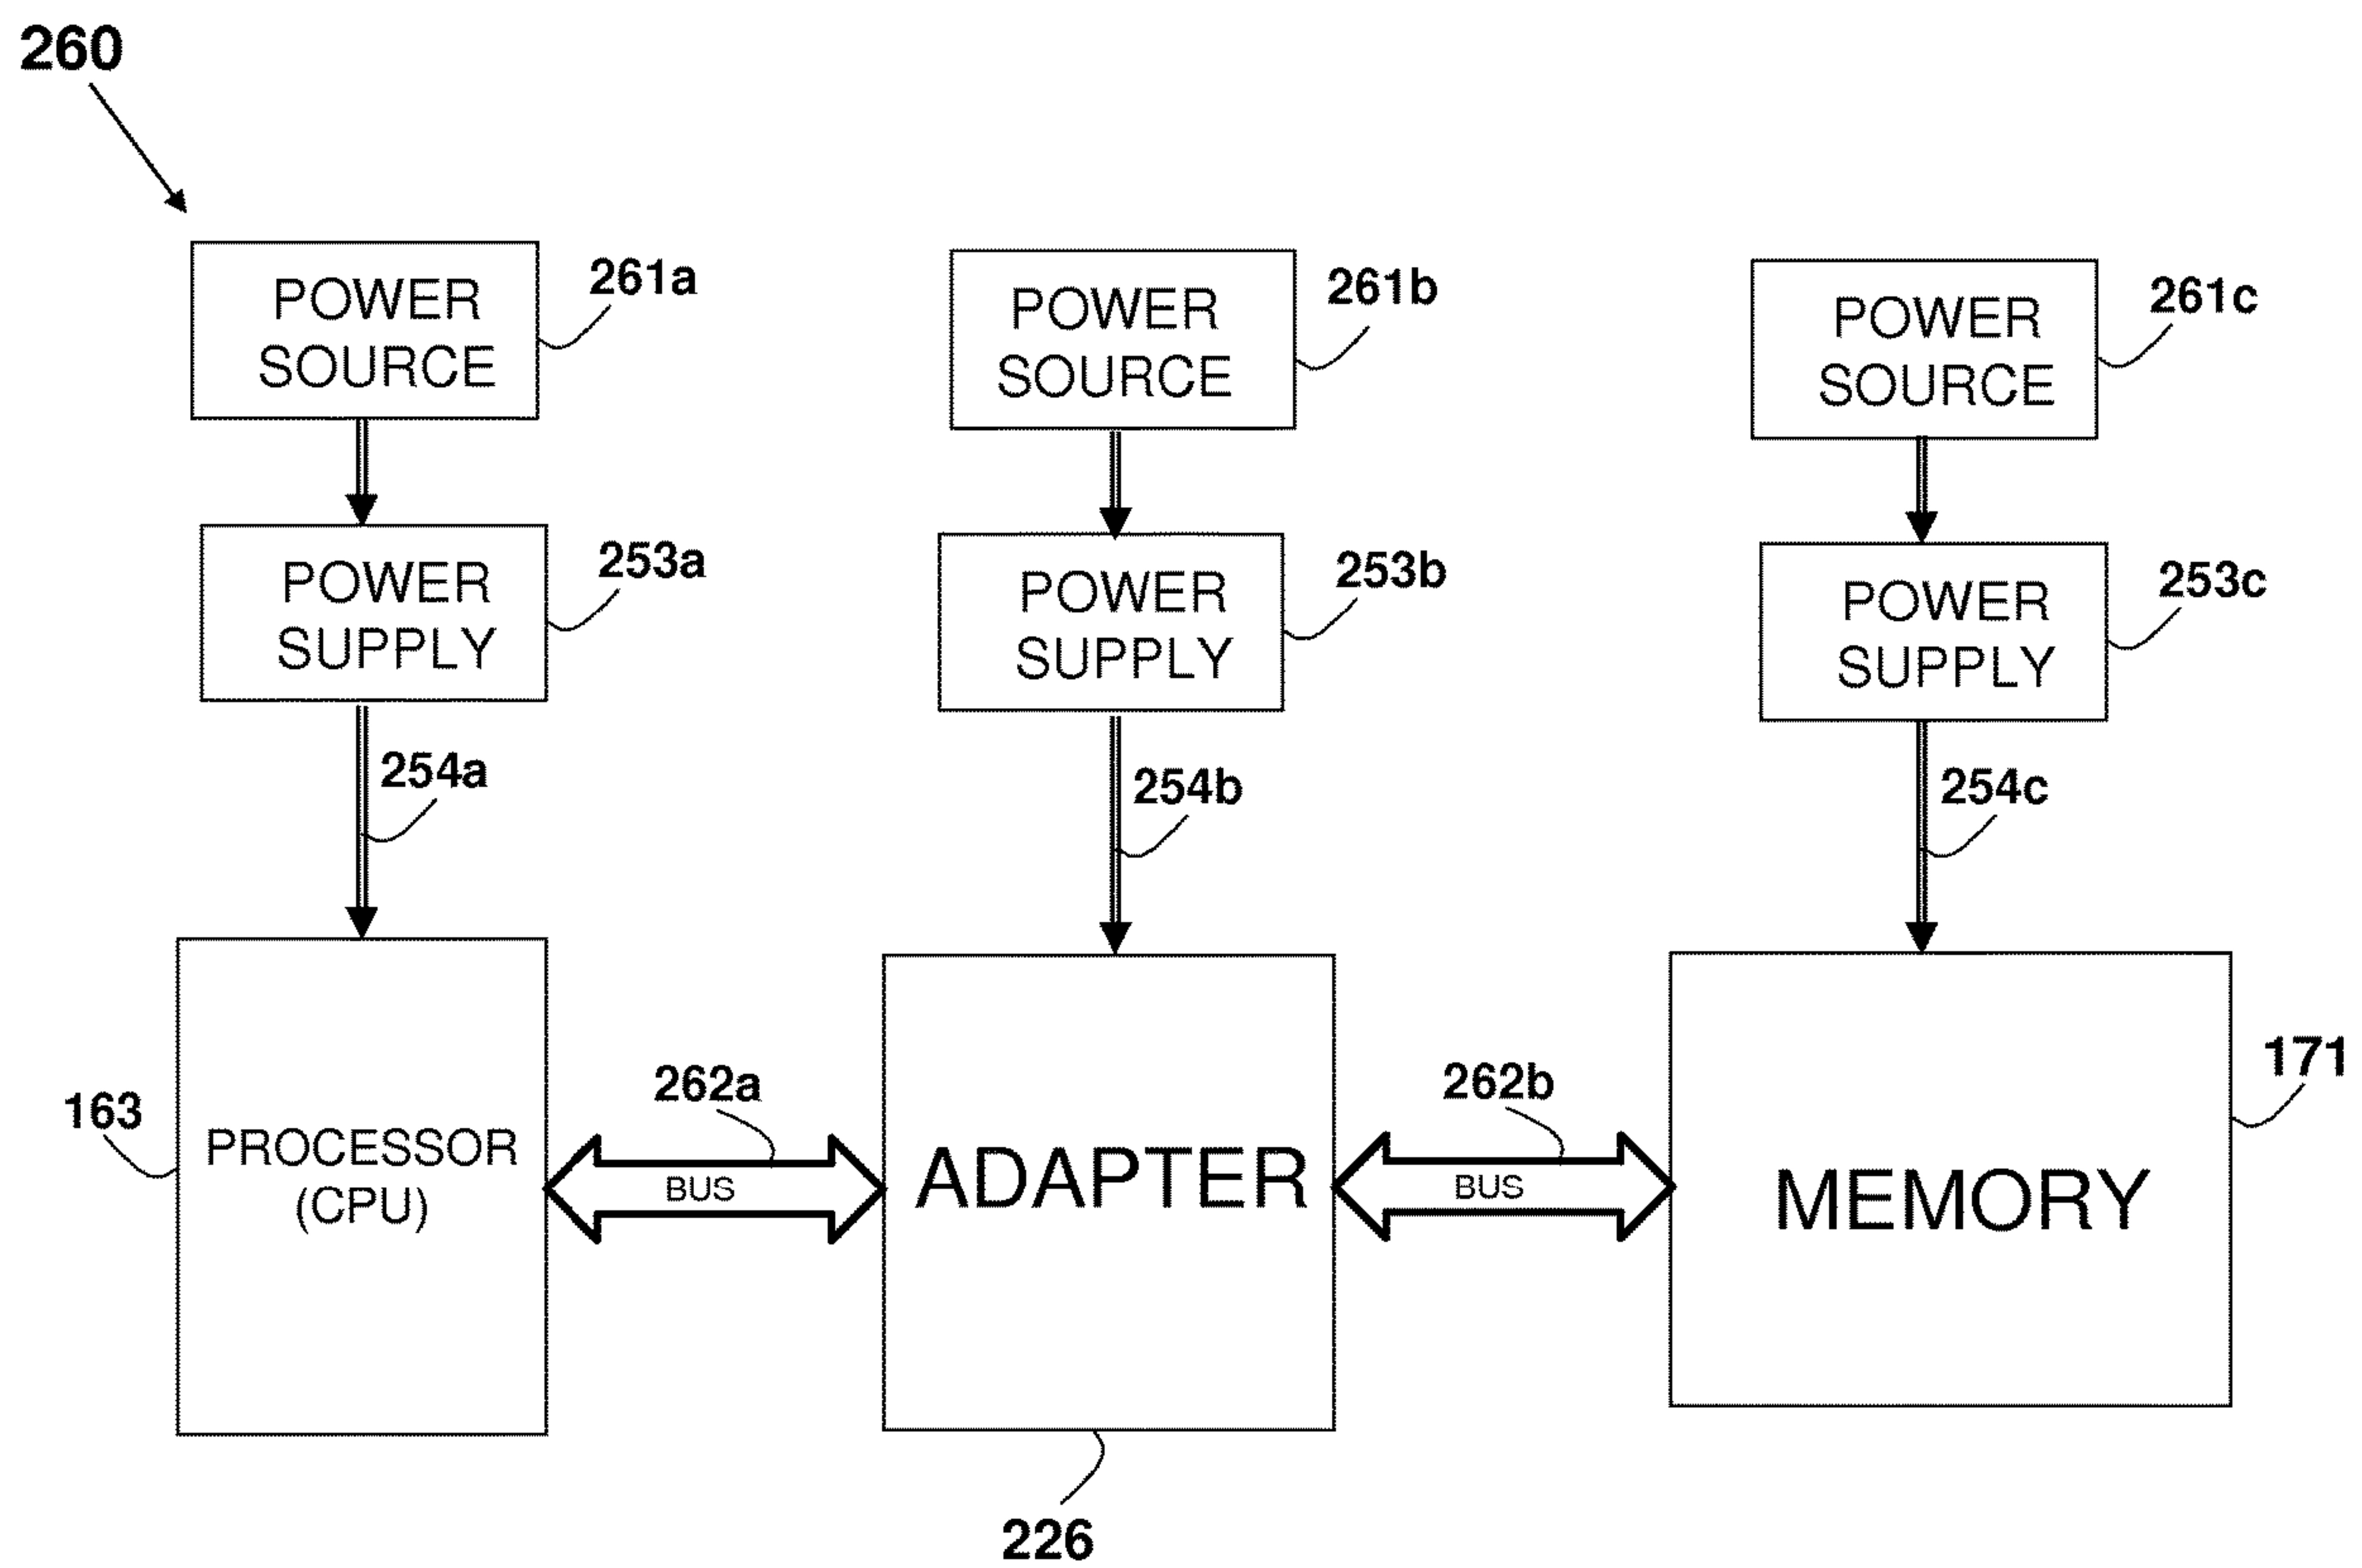 260
POWER
SOURCE
261a
POWER
SOURCE
261b
POWER
SOURCE
261c
POWER
SUPPLY
253a
POWER
SUPPLY
253b
POWER
SUPPLY
253c
254a
254b
254c
163
PROCESSOR
(CPU)
262a
BUS
ADAPTER
226
262b
BUS
MEMORY
171